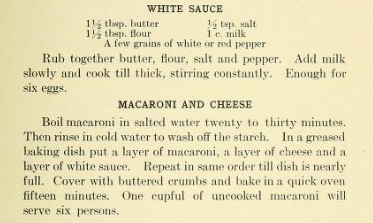 WHITE SAUCE
1½ tbsp. butter ½ tsp. salt
1½ tbsp. flour 1 c. milk
A few grains of white or red pepper
Rub together butter, flour, salt and pepper. Add milk
slowly and cook till thick, stirring constantly. Enough for
six eggs.
MACARONI AND CHEESE
Boil macaroni in salted water twenty to thirty minutes.
Then rinse in cold water to wash off the starch. In a greased
baking dish put a layer of macaroni, a layer of cheese and a
layer of white sauce. Repeat in same order till dish is nearly
full. Cover with buttered crumbs and bake in a quick oven
fifteen minutes. One cupful of uncooked macaroni will
serve six persons.